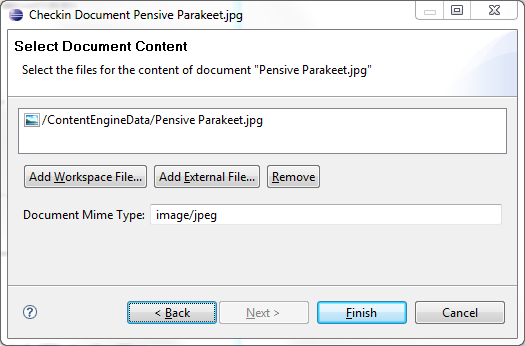 Checkin Document Pensive Parakeet.jpg
Select Document Content
Select the files for the content of document "Pensive Parakeet.jpg"
/ContentEngineData/Pensive Parakeet.jpg
Add Workspace File... Add External File... Remove
Document Mime Type: image/jpeg
? < Back Next > Finish Cancel